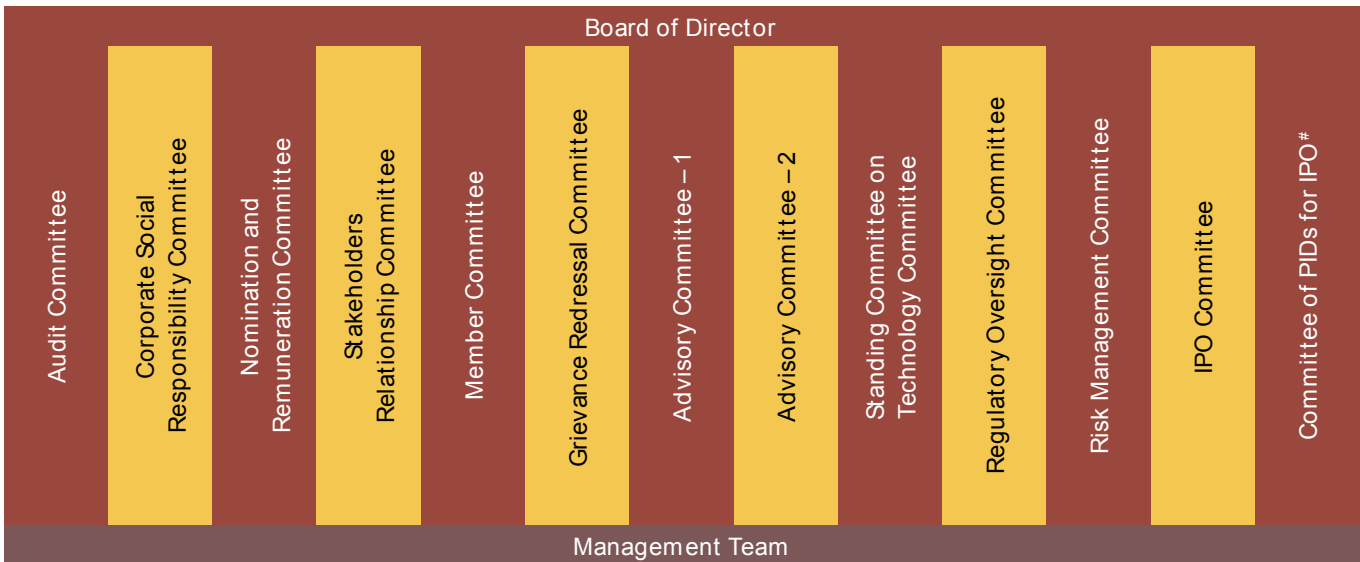 Board of Director
Audit Committee
Corporate Social
Responsibility Committee
Nomination and
Remuneration Committee
Stakeholders
Relationship Committee
Member Committee
Grievance Redressal Committee
Advisory Committee – 1
Advisory Committee – 2
Standing Committee on
Technology Committee
Regulatory Oversight Committee
Risk Management Committee
IPO Committee
Committee of PIDs for IPO#
Management Team